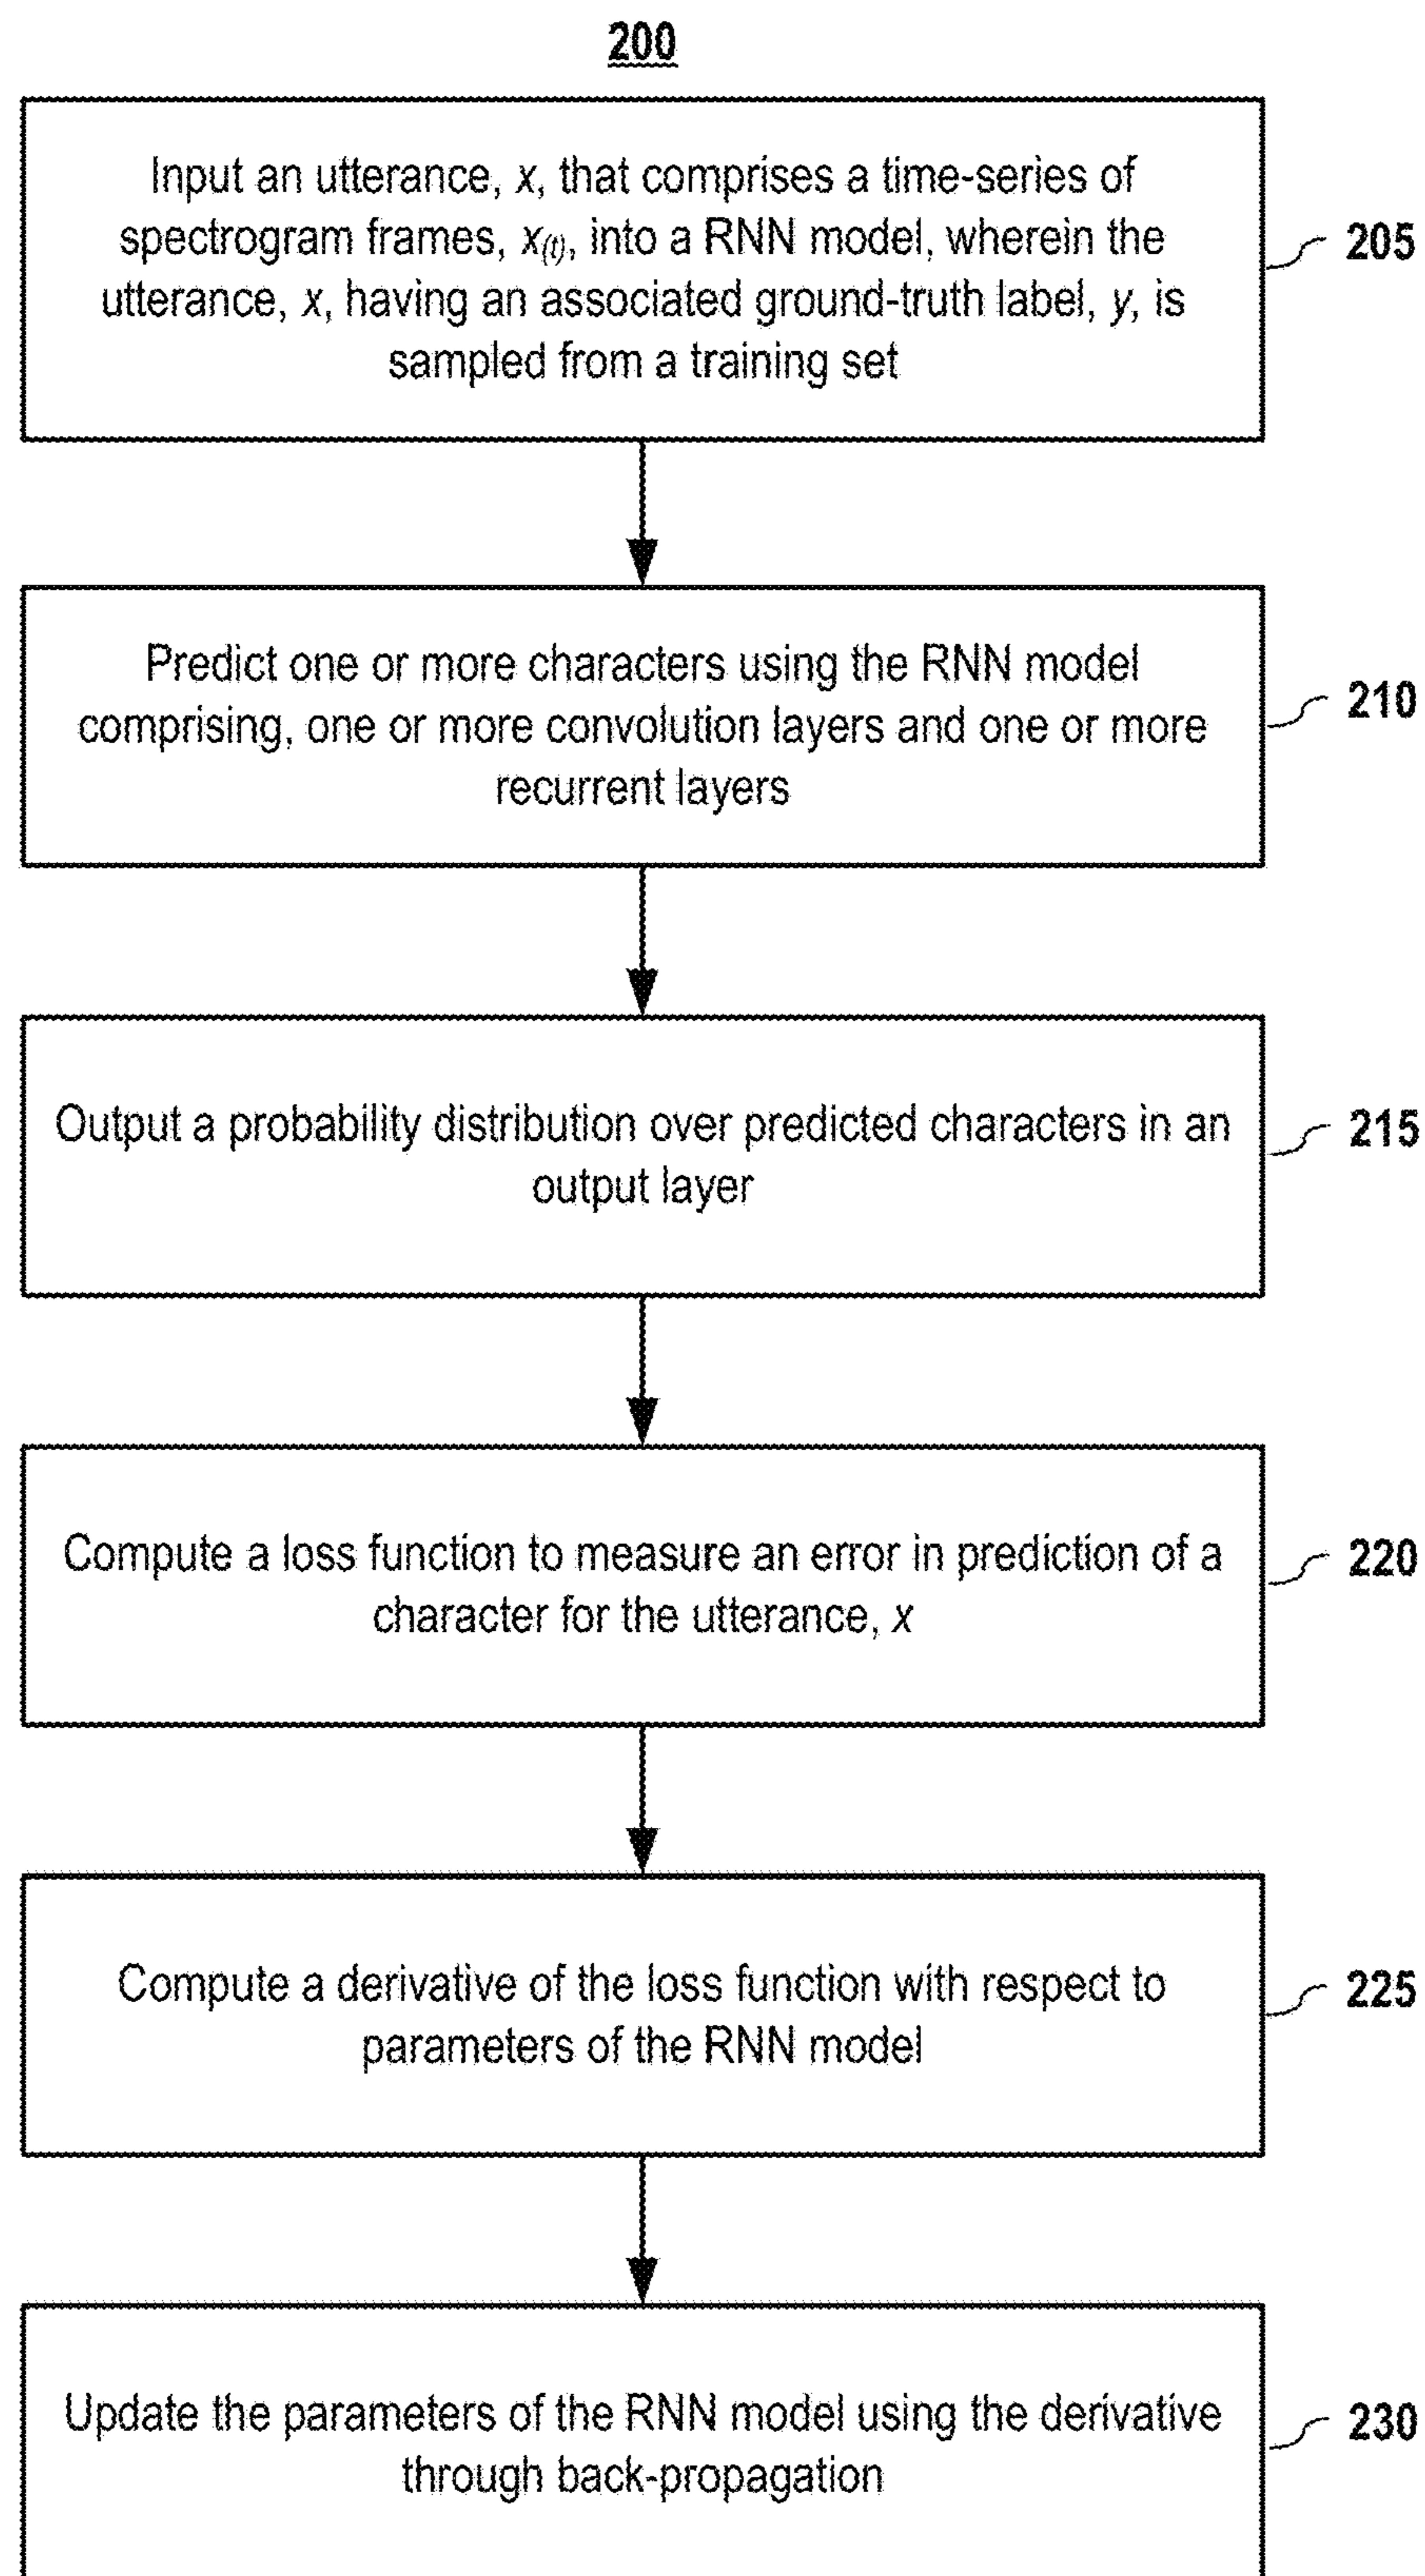 200
Input an utterance, x, that comprises a time-series of
spectrogram frames, x(t), into a RNN model, wherein the
utterance, x, having an associated ground-truth label, y, is
sampled from a training set
205
Predict one or more characters using the RNN model
comprising, one or more convolution layers and one or more
recurrent layers
210
Output a probability distribution over predicted characters in an
output layer
215
Compute a loss function to measure an error in prediction of a
character for the utterance, x
220
Compute a derivative of the loss function with respect to
parameters of the RNN model
225
Update the parameters of the RNN model using the derivative
through back-propagation
230